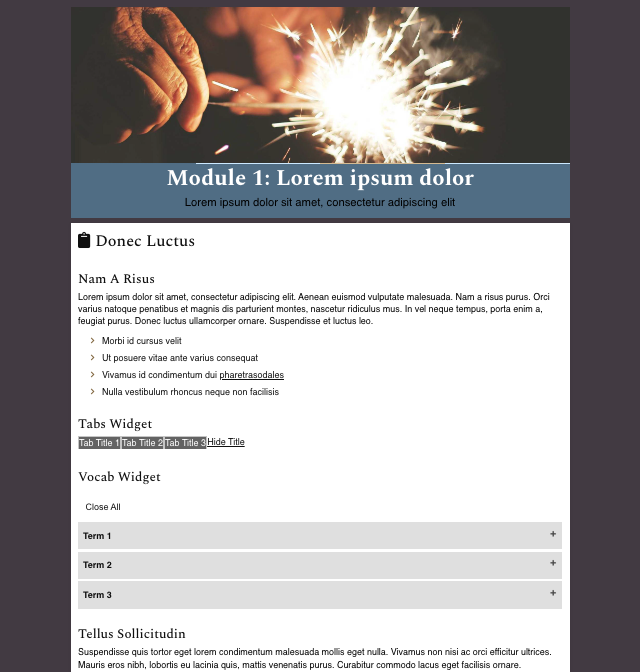 Module 1: Lorem ipsum dolor
Lorem ipsum dolor sit amet, consectetur adipiscing elit
Donec Luctus
Nam A Risus
Lorem ipsum dolor sit amet, consectetur adipiscing elit. Aenean euismod vulputate malesuada. Nam a risus purus. Orci
varius natoque penatibus et magnis dis parturient montes, nascetur ridiculus mus. In vel neque tempus, porta enim a,
feugiat purus. Donec luctus ullamcorper ornare. Suspendisse et luctus leo.
Morbi id cursus velit
Ut posuere vitae ante varius consequat
Vivamus id condimentum dui pharetrasodales
Nulla vestibulum rhoncus neque non facilisis
Tabs Widget
Tab Title 1 Tab Title 2 Tab Title 3 Hide Title
Vocab Widget
Close All
Term 1 +
Term 2 +
Term 3 +
Tellus Sollicitudin
Suspendisse quis tortor eget lorem condimentum malesuada mollis eget nulla. Vivamus non nisi ac orci efficitur ultrices.
Mauris eros nibh, lobortis eu lacinia quis, mattis venenatis purus. Curabitur commodo lacus eget facilisis ornare.